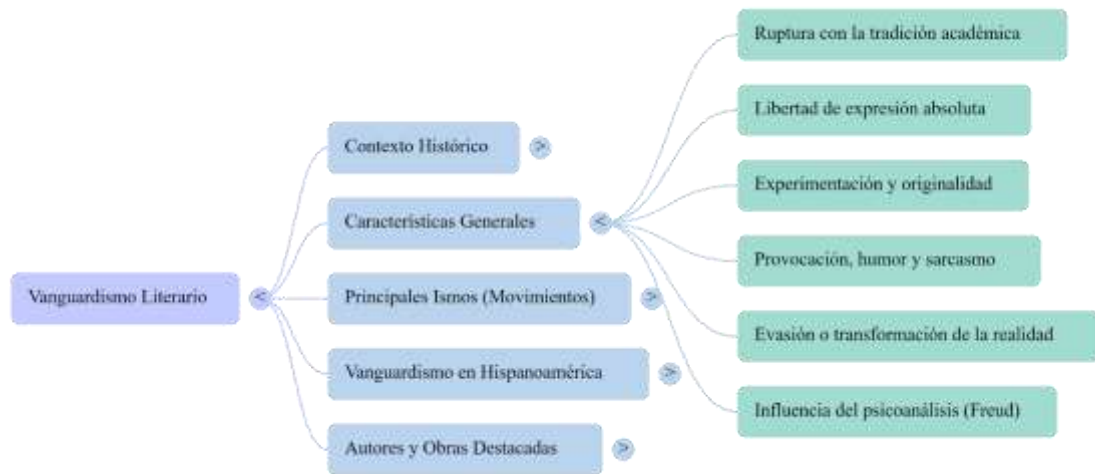 Vanguardismo Literario
<
Contexto Histórico
>
Características Generales
<
Principales Ismos (Movimientos)
>
Vanguardismo en Hispanoamérica
>
Autores y Obras Destacadas
>
Ruptura con la tradición académica
Libertad de expresión absoluta
Experimentación y originalidad
Provocación, humor y sarcasmo
Evasión o transformación de la realidad
Influencia del psicoanálisis (Freud)